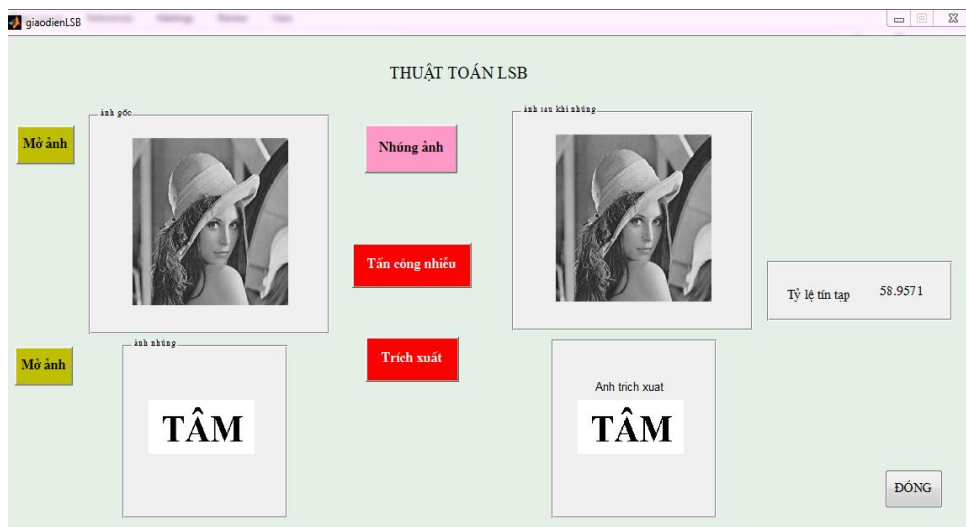 giaodienLSB
THUẬT TOÁN LSB
ảnh gốc
ảnh sau khi nhúng
Mở ảnh
Nhúng ảnh
Tấn công nhiễu
Tỷ lệ tín tạp
58.9571
ảnh nhúng
Mở ảnh
Trích xuất
Anh trich xuat
TÂM
TÂM
ĐÓNG